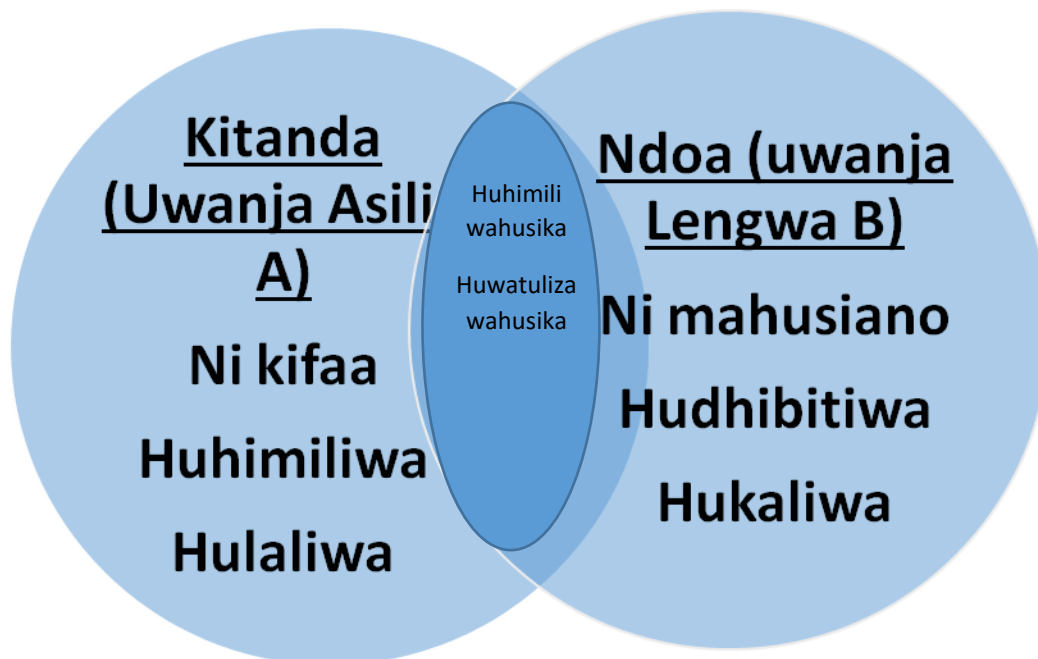 Kitanda
(Uwanja Asili
A)
Ni kifaa
Huhimiliwa
Hulaliwa
Huhimili
wahusika
Huwatuliza
wahusika
Ndoa (uwanja
Lengwa B)
Ni mahusiano
Hudhibitiwa
Hukaliwa